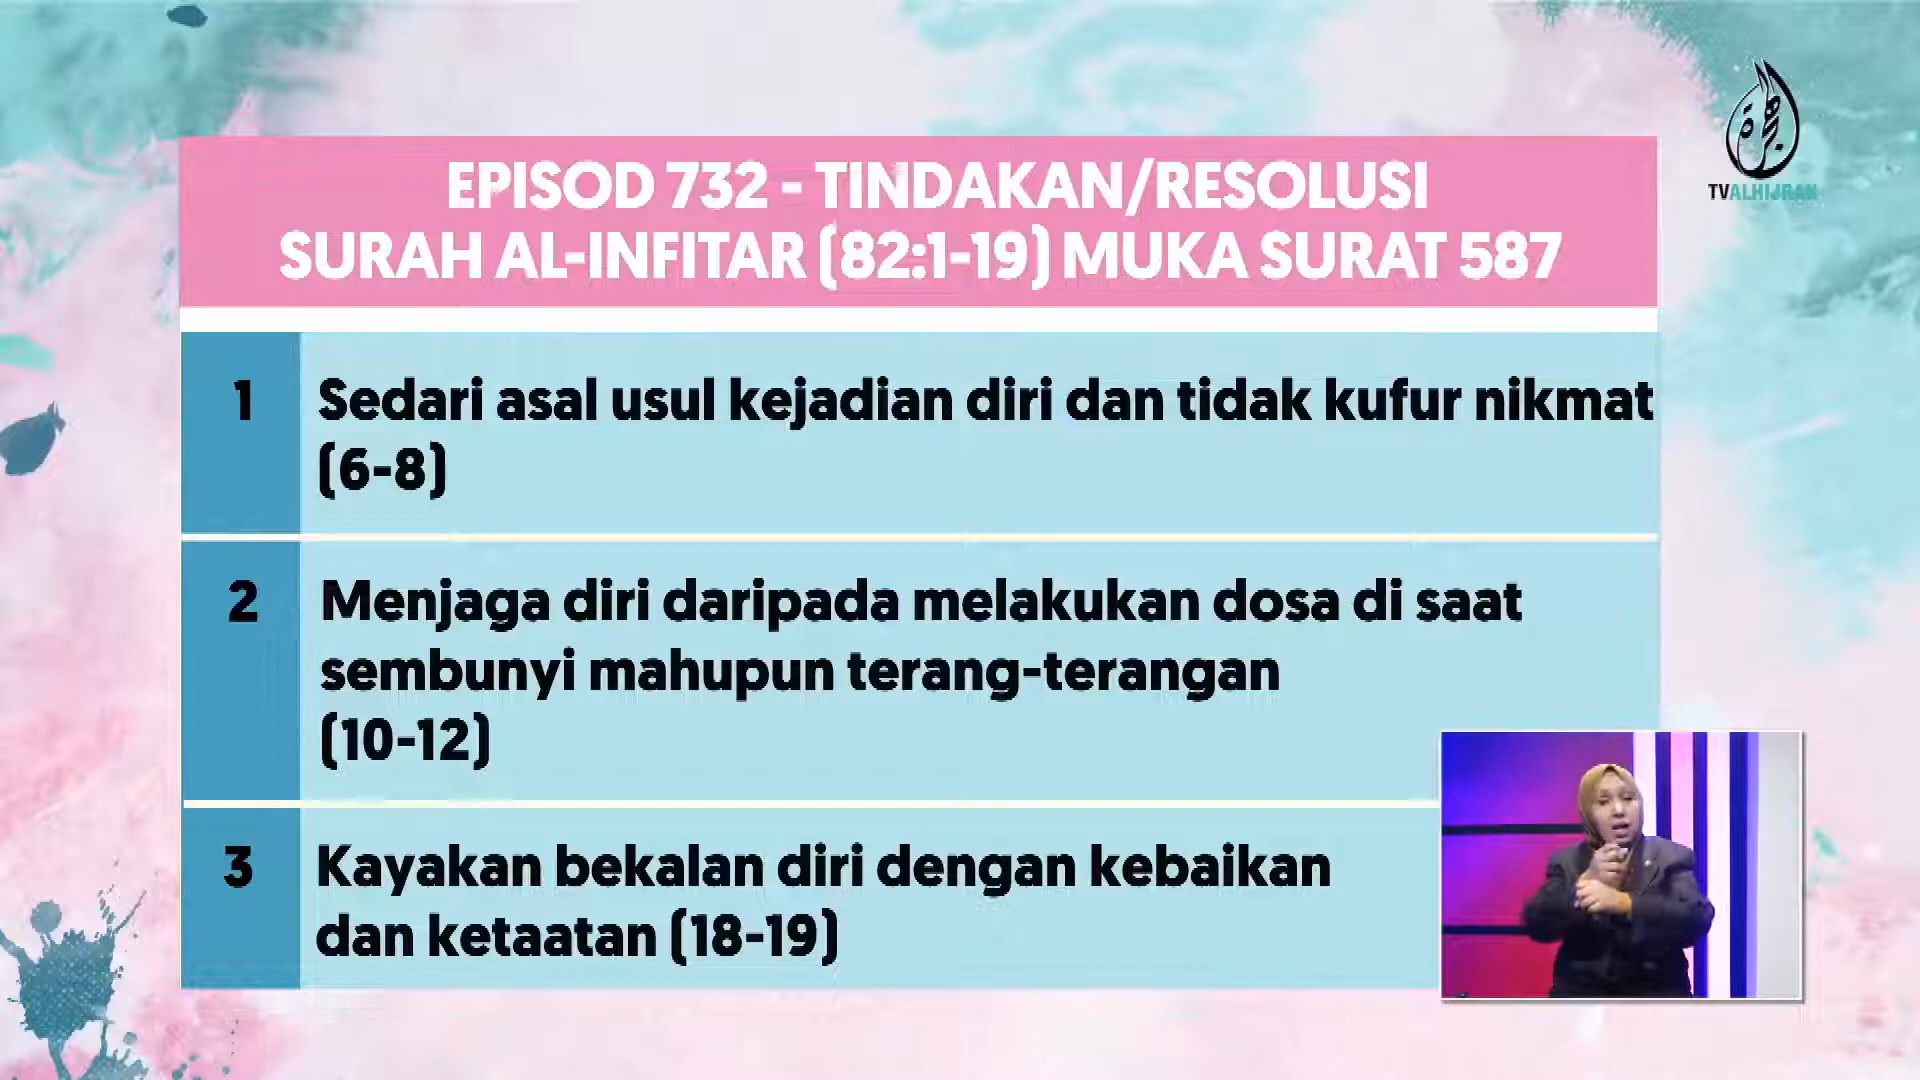 EPISOD 732 - TINDAKAN/RESOLUSI
SURAH AL-INFITAR (82:1-19) MUKA SURAT 587
1 Sedari asal usul kejadian diri dan tidak kufur nikmat
(6-8)
2 Menjaga diri daripada melakukan dosa di saat
sembunyi mahupun terang-terangan
(10-12)
3 Kayakan bekalan diri dengan kebaikan
dan ketaatan (18-19)
هجرة
TVALHIJRAH